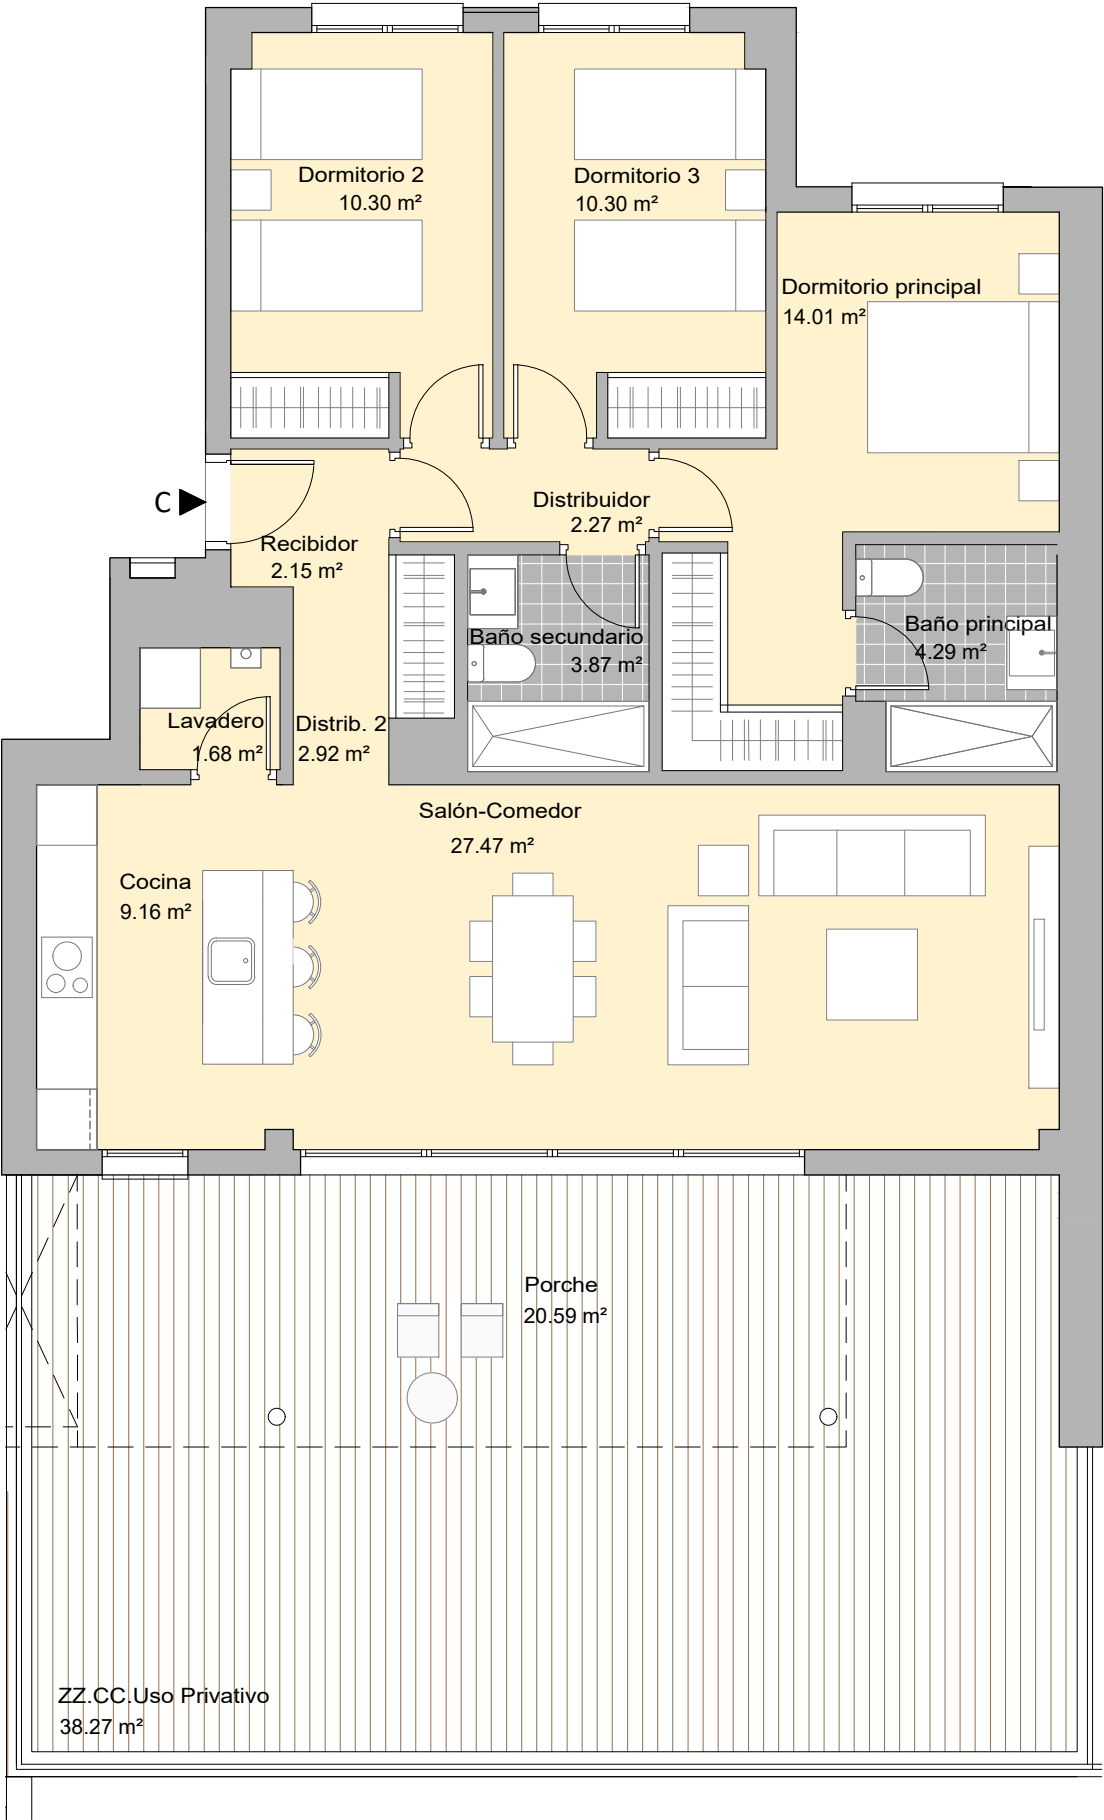 Dormitorio 2
10.30 m²
Dormitorio 3
10.30 m²
Dormitorio principal
14.01 m²
C
Distribuidor
2.27 m²
Recibidor
2.15 m²
Baño secundario
3.87 m²
Baño principal
4.29 m²
Lavadero
1.68 m²
Distrib. 2
2.92 m²
Salón-Comedor
27.47 m²
Cocina
9.16 m²
Porche
20.59 m²
ZZ.CC.Uso Privativo
38.27 m²